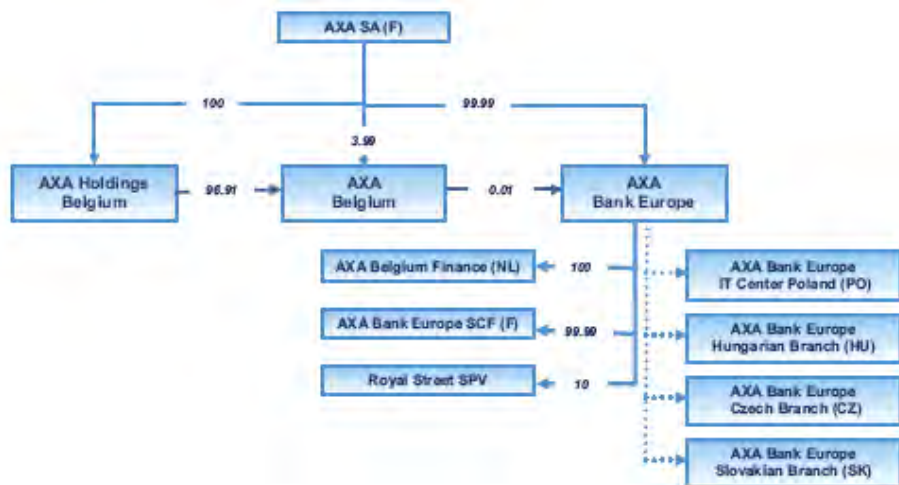 AXA SA (F)
100
99.99
3.99
AXA Holdings
Belgium
96.91
AXA
Belgium
0.01
AXA
Bank Europe
AXA Belgium Finance (NL)
100
AXA Bank Europe
IT Center Poland (PO)
AXA Bank Europe SCF (F)
99.99
AXA Bank Europe
Hungarian Branch (HU)
Royal Street SPV
10
AXA Bank Europe
Czech Branch (CZ)
AXA Bank Europe
Slovakian Branch (SK)